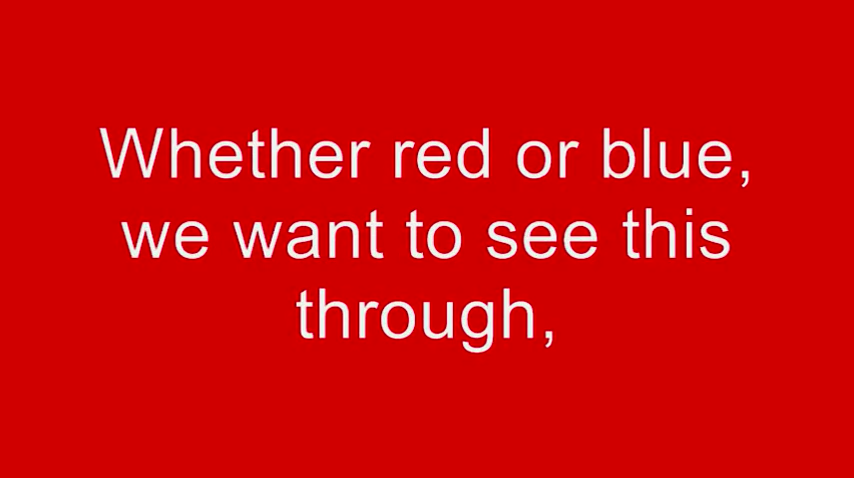 Whether red or blue,
we want to see this
through,